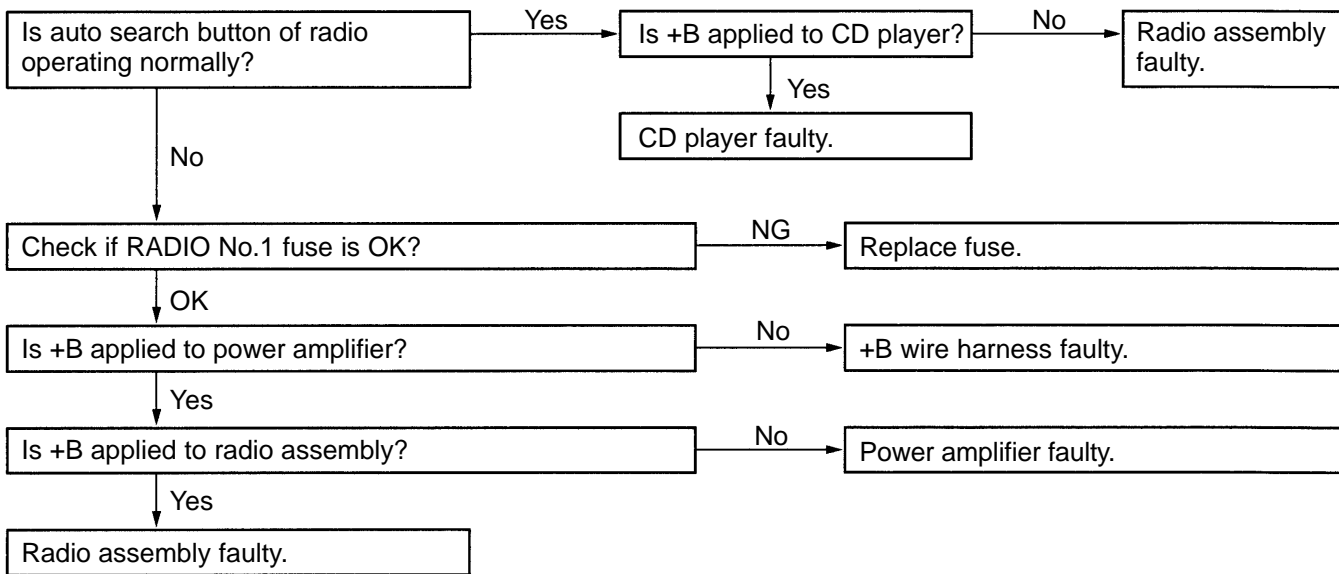 Is auto search button of radio
operating normally?
Yes
Is +B applied to CD player?
No
Radio assembly
faulty.
Yes
CD player faulty.
No
Check if RADIO No.1 fuse is OK?
NG
Replace fuse.
OK
Is +B applied to power amplifier?
No
+B wire harness faulty.
Yes
Is +B applied to radio assembly?
No
Power amplifier faulty.
Yes
Radio assembly faulty.